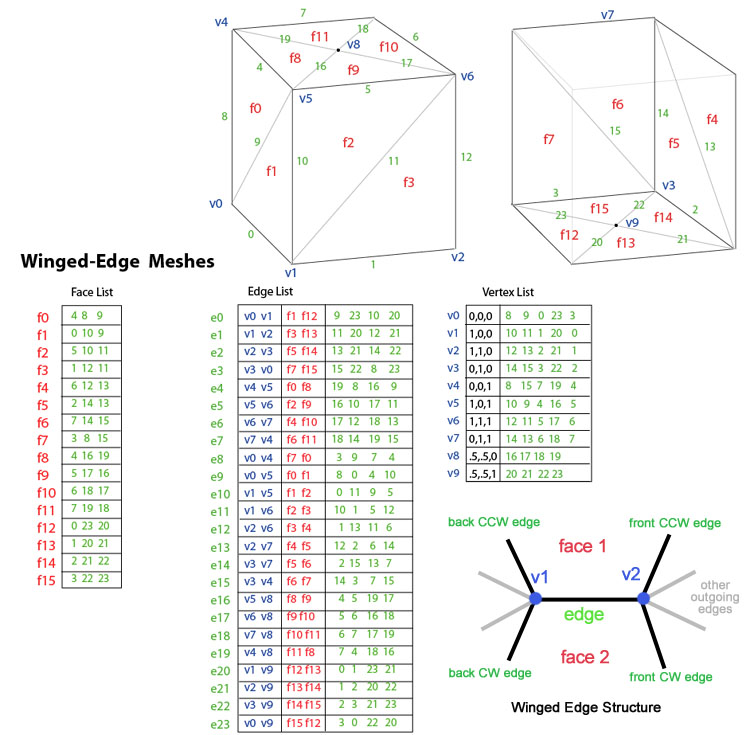 v4
7
v7
19
f11
18
v8
f10
6
f8
16
f9
17
4
v6
5
v5
8
f0
f2
9
f1
10
11
f3
12
v0
0
v1
1
v2
f6
14
f4
15
f5
13
f7
v3
3
22
2
23
f15
f14
v9
f12
20
f13
21
Winged-Edge Meshes
Face List
f0 4 8 9
f1 0 10 9
f2 5 10 11
f3 1 12 11
f4 6 12 13
f5 2 14 13
f6 7 14 15
f7 3 8 15
f8 4 16 19
f9 5 17 16
f10 6 18 17
f11 7 19 18
f12 0 23 20
f13 1 20 21
f14 2 21 22
f15 3 22 23
Edge List
e0 v0 v1 f1 f12 9 23 10 20
e1 v1 v2 f3 f13 11 20 12 21
e2 v2 v3 f5 f14 13 21 14 22
e3 v3 v0 f7 f15 15 22 8 23
e4 v4 v5 f0 f8 19 8 16 9
e5 v5 v6 f2 f9 16 10 17 11
e6 v6 v7 f4 f10 17 12 18 13
e7 v7 v4 f6 f11 18 14 19 15
e8 v0 v4 f7 f0 3 9 7 4
e9 v0 v5 f0 f1 8 0 4 10
e10 v1 v5 f1 f2 0 11 9 5
e11 v1 v6 f2 f3 10 1 5 12
e12 v2 v6 f3 f4 1 13 11 6
e13 v2 v7 f4 f5 12 2 6 14
e14 v3 v7 f5 f6 2 15 13 7
e15 v3 v4 f6 f7 14 3 7 15
e16 v5 v8 f8 f9 4 5 19 17
e17 v6 v8 f9 f10 5 6 16 18
e18 v7 v8 f10 f11 6 7 17 19
e19 v4 v8 f11 f8 7 4 18 16
e20 v1 v9 f12 f13 0 1 23 21
e21 v2 v9 f13 f14 1 2 20 22
e22 v3 v9 f14 f15 2 3 21 23
e23 v0 v9 f15 f12 3 0 22 20
Vertex List
v0 0,0,0 8 9 0 23 3
v1 1,0,0 10 11 1 20 0
v2 1,1,0 12 13 2 21 1
v3 0,1,0 14 15 3 22 2
v4 0,0,1 8 15 7 19 4
v5 1,0,1 10 9 4 16 5
v6 1,1,1 12 11 5 17 6
v7 0,1,1 14 13 6 18 7
v8 .5,.5,0 16 17 18 19
v9 .5,.5,1 20 21 22 23
back CCW edge
front CCW edge
face 1
v1
v2
other
outgoing
edges
edge
face 2
back CW edge
front CW edge
Winged Edge Structure